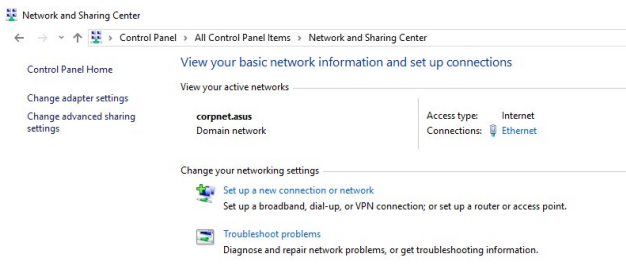 Network and Sharing Center
Control Panel > All Control Panel Items > Network and Sharing Center
Control Panel Home
Change adapter settings
Change advanced sharing
settings
View your basic network information and set up connections
View your active networks
corpnet.asus
Domain network
Access type: Internet
Connections: Ethernet
Change your networking settings
Set up a new connection or network
Set up a broadband, dial-up, or VPN connection; or set up a router or access point.
Troubleshoot problems
Diagnose and repair network problems, or get troubleshooting information.